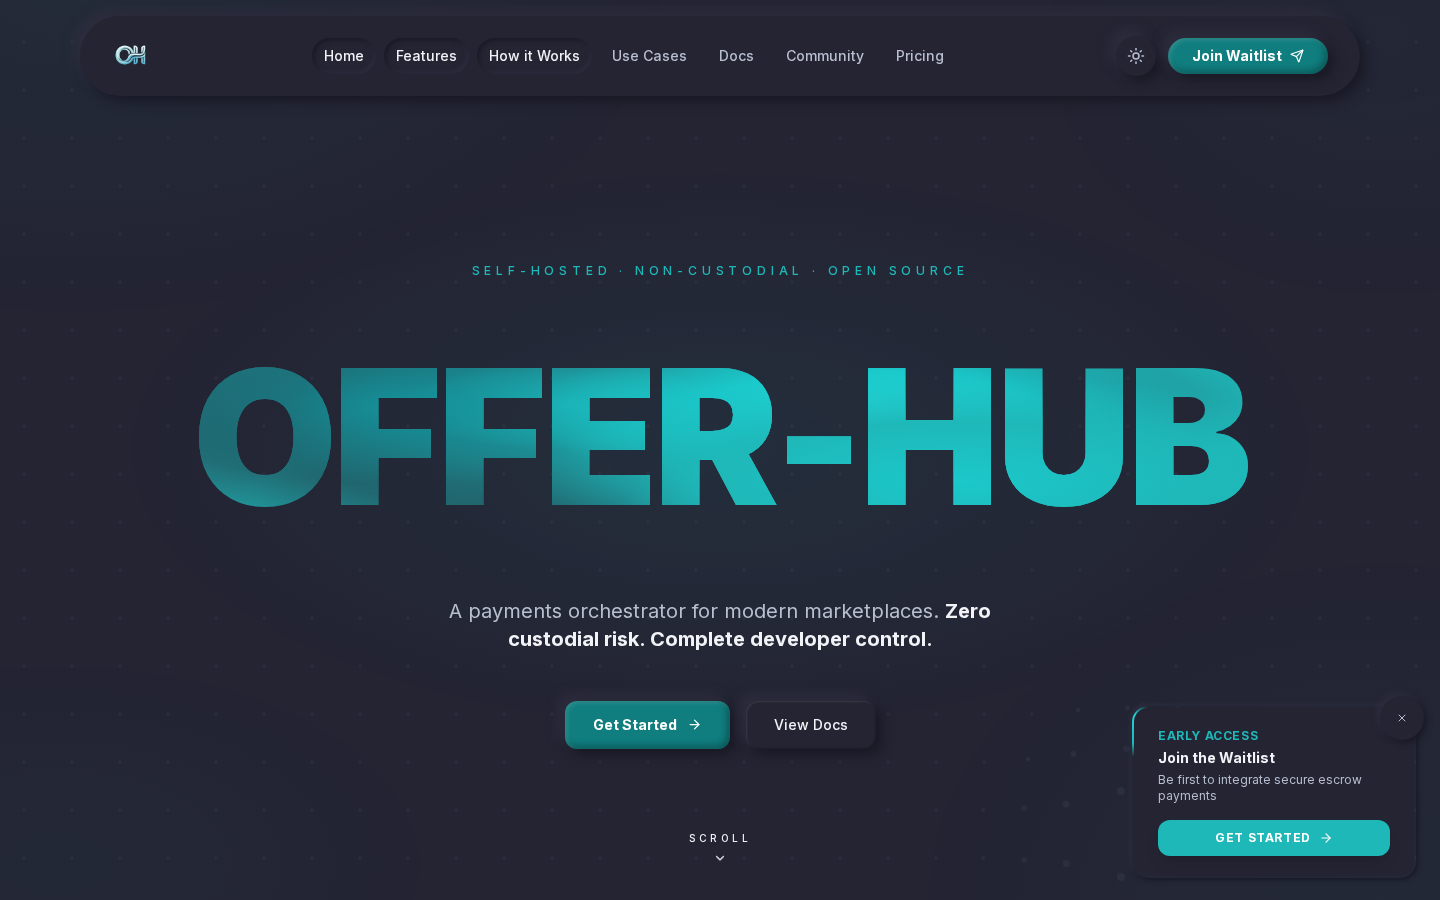 OH
Home
Features
How it Works
Use Cases
Docs
Community
Pricing
Join Waitlist
SELF-HOSTED · NON-CUSTODIAL · OPEN SOURCE
OFFER-HUB
A payments orchestrator for modern marketplaces. Zero
custodial risk. Complete developer control.
Get Started
View Docs
SCROLL
EARLY ACCESS
Join the Waitlist
Be first to integrate secure escrow
payments
GET STARTED